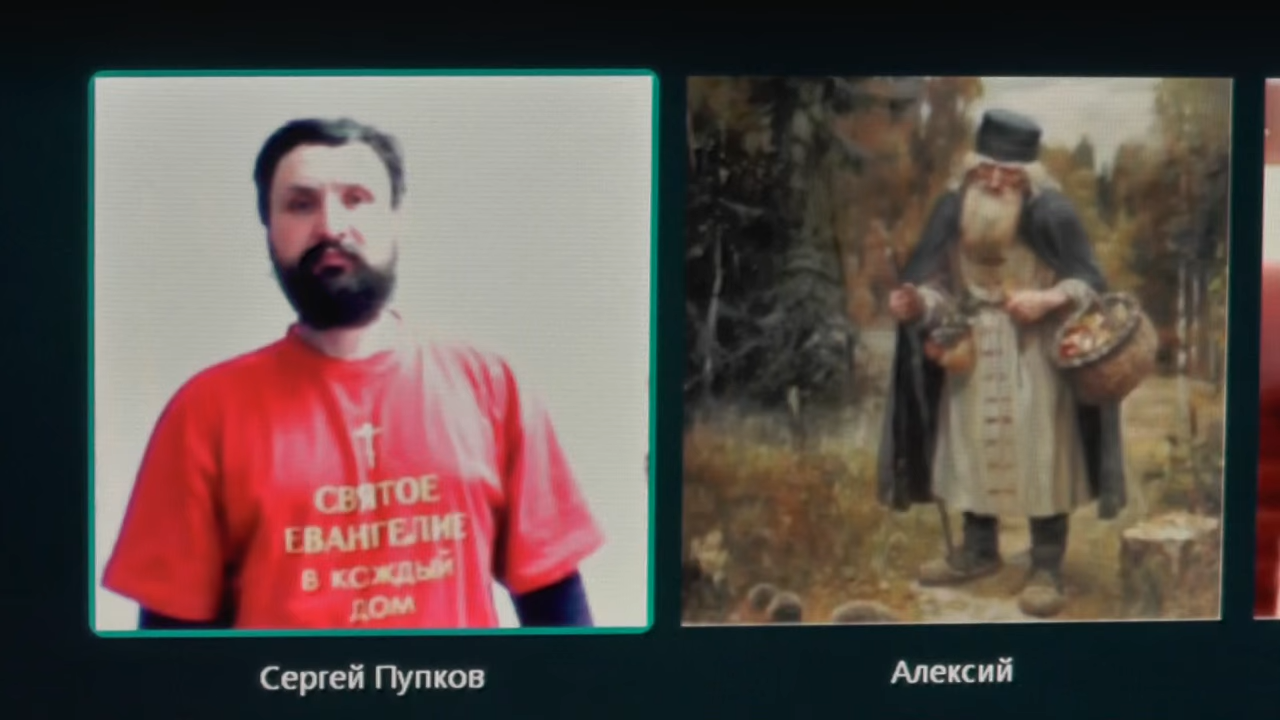 СВЯТОЕ
ЕВАНГЕЛИЕ
В КАЖДЫЙ
ДОМ
Сергей Пупков
Алексий